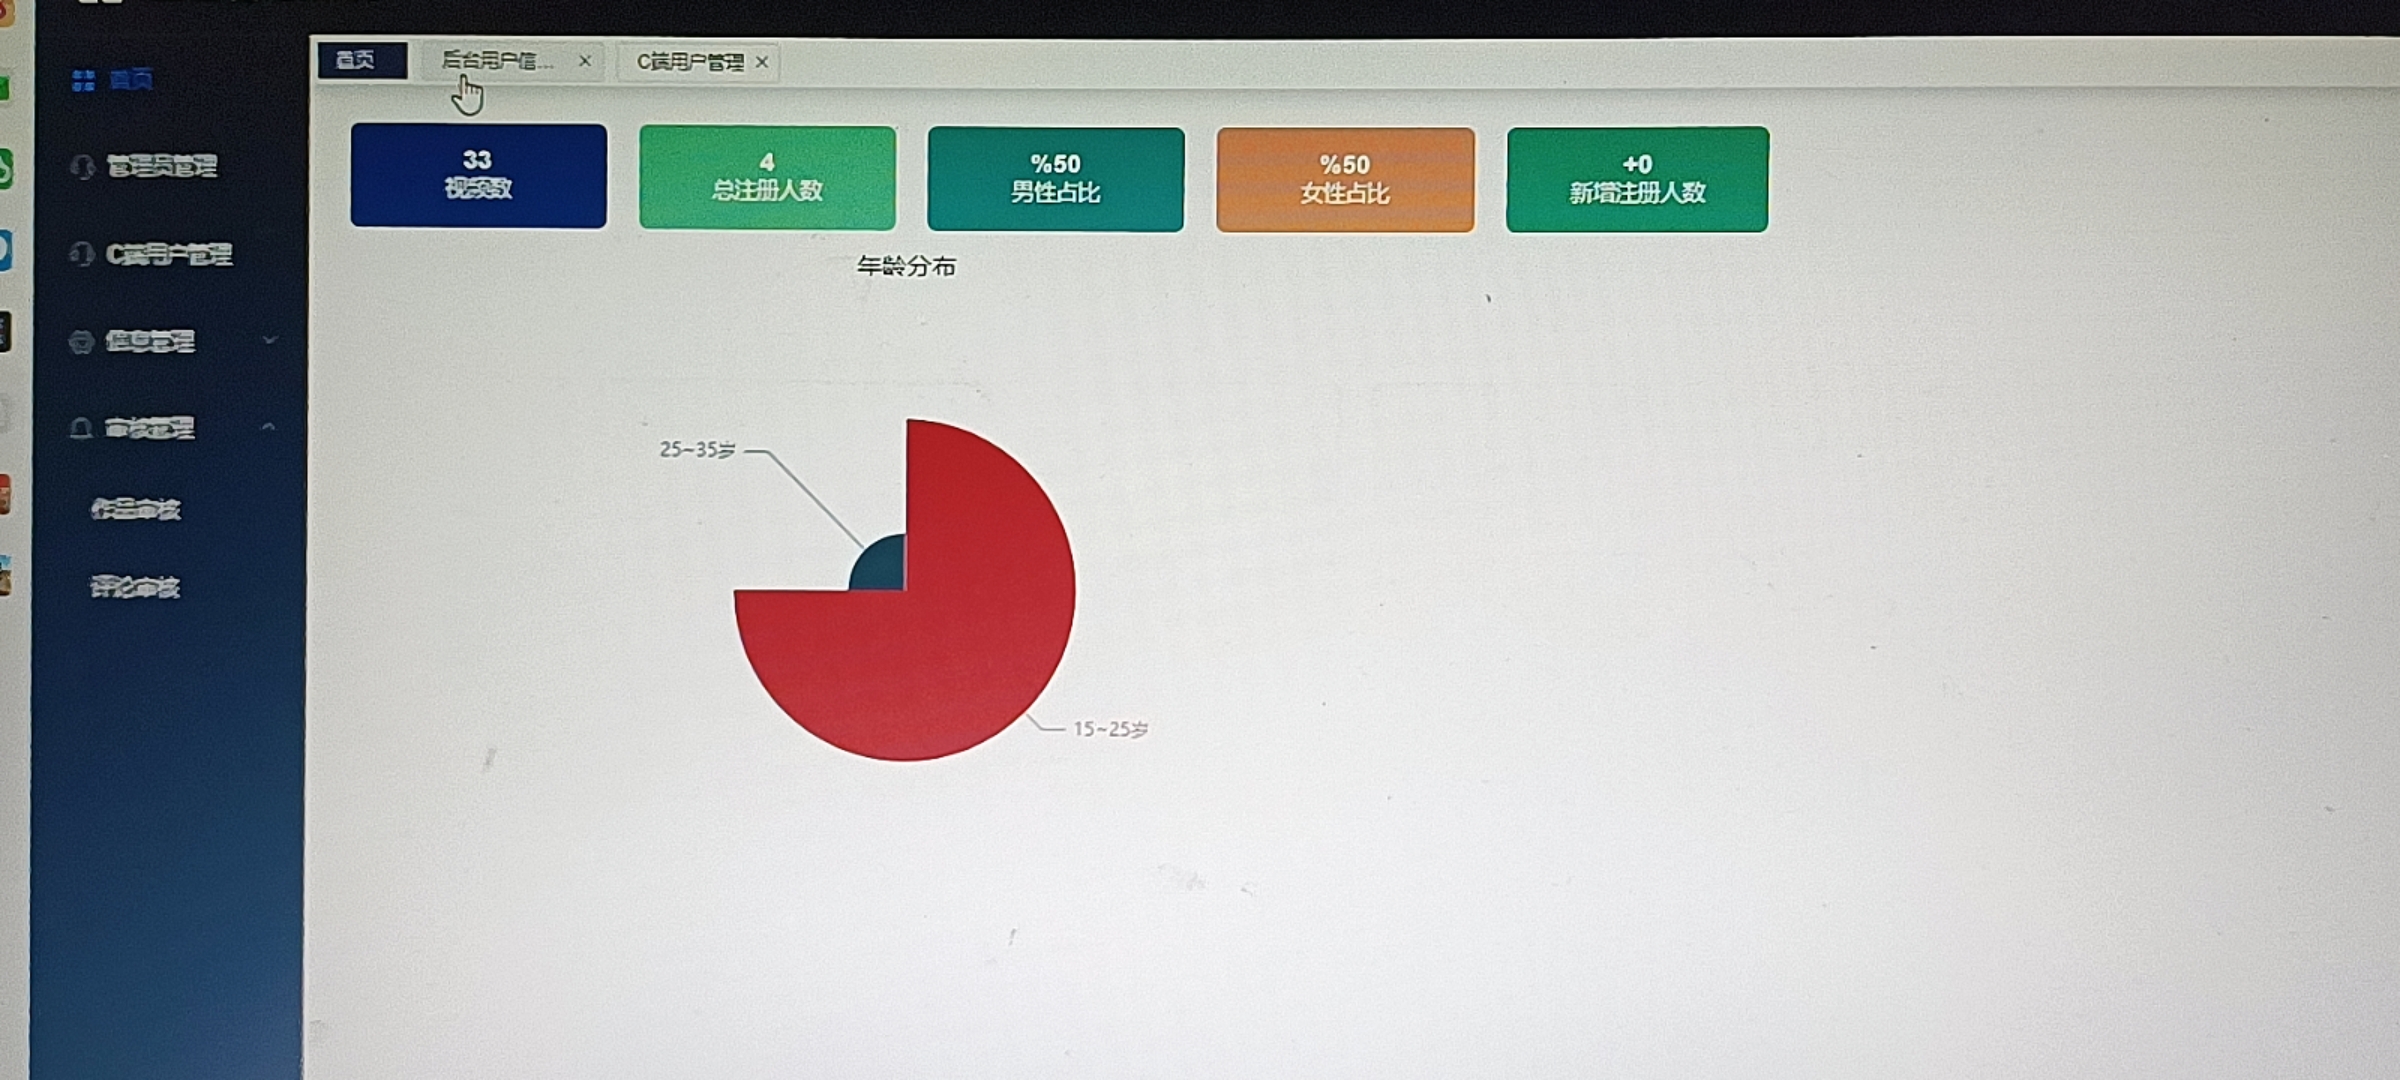 首页
后台用户信...
C端用户管理
首页
管理员管理
C端用户管理
信息管理
审核管理
作品审核
评论审核
33
视频数
4
总注册人数
%50
男性占比
%50
女性占比
+0
新增注册人数
年龄分布
25~35岁
15~25岁